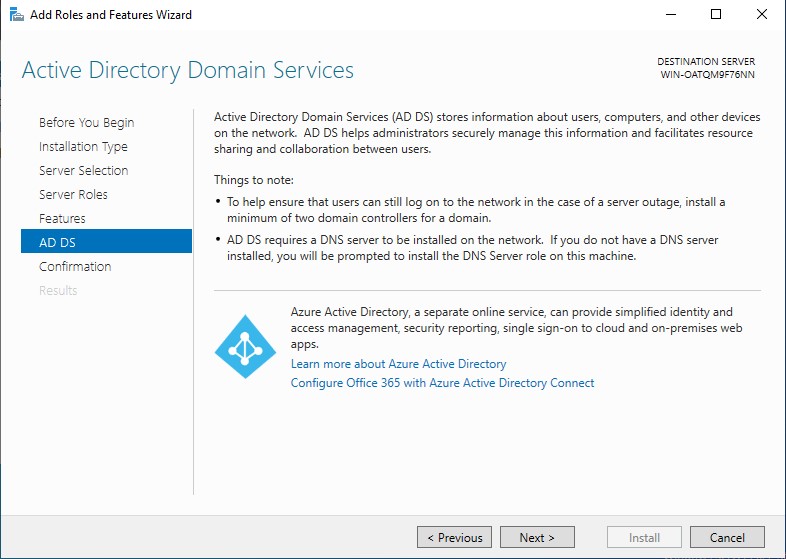 Add Roles and Features Wizard
Active Directory Domain Services
DESTINATION SERVER
WIN-OATQM9F76NN
Before You Begin
Installation Type
Server Selection
Server Roles
Features
AD DS
Confirmation
Results
Active Directory Domain Services (AD DS) stores information about users, computers, and other devices
on the network.  AD DS helps administrators securely manage this information and facilitates resource
sharing and collaboration between users.
Things to note:
• To help ensure that users can still log on to the network in the case of a server outage, install a
minimum of two domain controllers for a domain.
• AD DS requires a DNS server to be installed on the network.  If you do not have a DNS server
installed, you will be prompted to install the DNS Server role on this machine.
Azure Active Directory, a separate online service, can provide simplified identity and
access management, security reporting, single sign-on to cloud and on-premises web
apps.
Learn more about Azure Active Directory
Configure Office 365 with Azure Active Directory Connect
< Previous
Next >
Install
Cancel